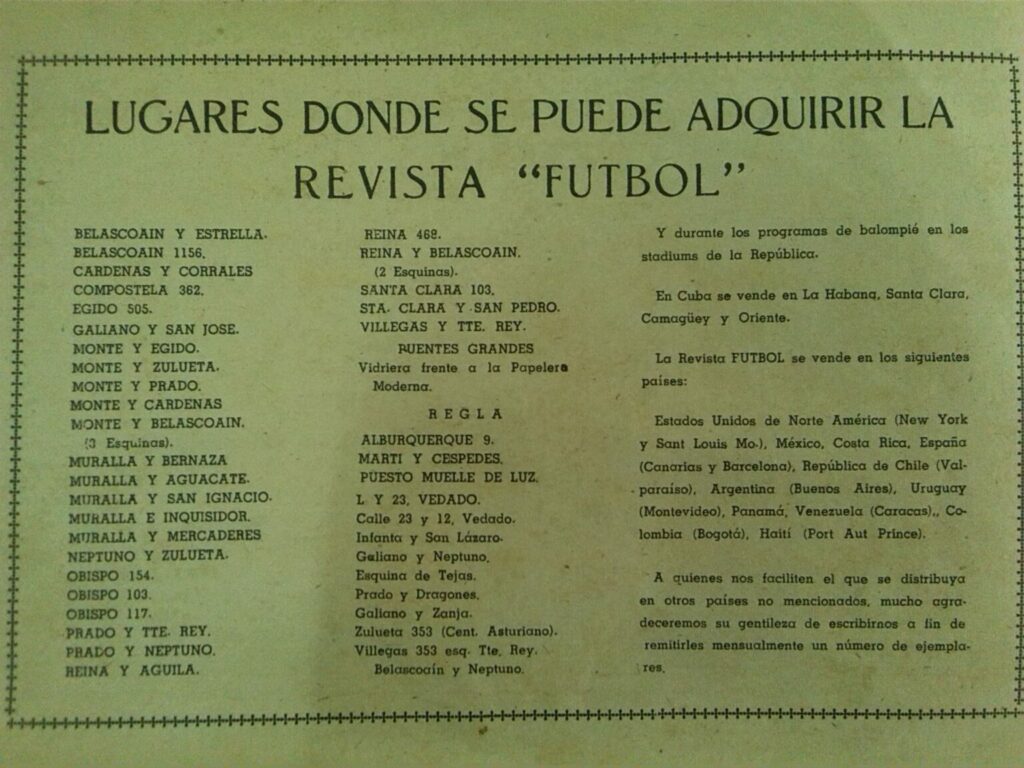 LUGARES DONDE SE PUEDE ADQUIRIR LA
REVISTA "FUTBOL"
BELASCOAIN Y ESTRELLA.
BELASCOAIN 1156.
CARDENAS Y CORRALES
COMPOSTELA 362.
EGIDO 505.
GALIANO Y SAN JOSE.
MONTE Y EGIDO.
MONTE Y ZULUETA.
MONTE Y PRADO.
MONTE Y CARDENAS
MONTE Y BELASCOAIN.
(3 Esquinas).
MURALLA Y BERNAZA
MURALLA Y AGUACATE.
MURALLA Y SAN IGNACIO.
MURALLA E INQUISIDOR.
MURALLA Y MERCADERES
NEPTUNO Y ZULUETA.
OBISPO 154.
OBISPO 103.
OBISPO 117.
PRADO Y TTE. REY.
PRADO Y NEPTUNO.
REINA Y AGUILA.
REINA 468.
REINA Y BELASCOAIN.
(2 Esquinas).
SANTA CLARA 103.
STA. CLARA Y SAN PEDRO.
VILLEGAS Y TTE. REY.
PUENTES GRANDES
Vidriera frente a la Papelera
Moderna.
REGLA
ALBURQUERQUE 9.
MARTI Y CESPEDES.
PUESTO MUELLE DE LUZ.
L Y 23, VEDADO.
Calle 23 y 12, Vedado.
Infanta y San Lázaro.
Galiano y Neptuno.
Esquina de Tejas.
Prado y Dragones.
Galiano y Zanja.
Zulueta 353 (Cent. Asturiano).
Villegas 353 esq. Tte. Rey.
Belascoaín y Neptuno.
Y durante los programas de balompié en los
stadiums de la República.
En Cuba se vende en La Habana, Santa Clara,
Camagüey y Oriente.
La Revista FUTBOL se vende en los siguientes
países:
Estados Unidos de Norte América (New York
y Sant Louis Mo.), México, Costa Rica, España
(Canarias y Barcelona), República de Chile (Val-
paraíso), Argentina (Buenos Aires), Uruguay
(Montevideo), Panamá, Venezuela (Caracas),, Co-
lombia (Bogotá), Haití (Port Aut Prince).
A quienes nos faciliten el que se distribuya
en otros países no mencionados, mucho agra-
deceremos su gentileza de escribirnos a fin de
remitirles mensualmente un número de ejempla-
res.